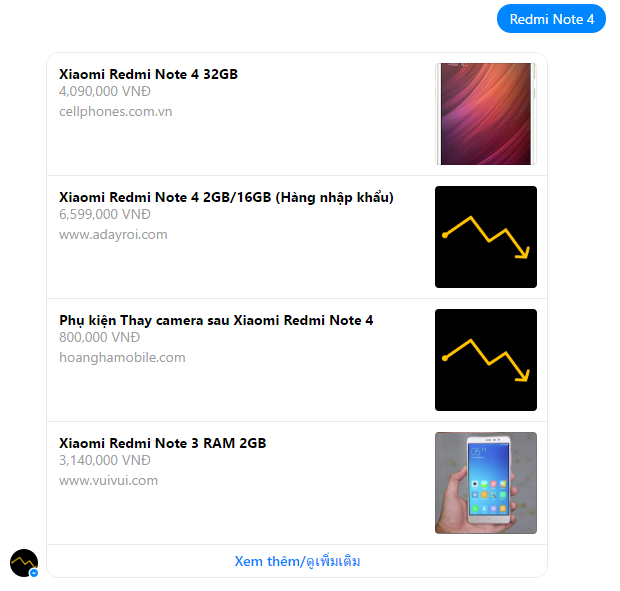 Redmi Note 4
Xiaomi Redmi Note 4 32GB
4,090,000 VNĐ
cellphones.com.vn
Xiaomi Redmi Note 4 2GB/16GB (Hàng nhập khẩu)
6,599,000 VNĐ
www.adayroi.com
Phụ kiện Thay camera sau Xiaomi Redmi Note 4
800,000 VNĐ
hoanghamobile.com
Xiaomi Redmi Note 3 RAM 2GB
3,140,000 VNĐ
www.vuivui.com
Xem thêm/ดูเพิ่มเติม